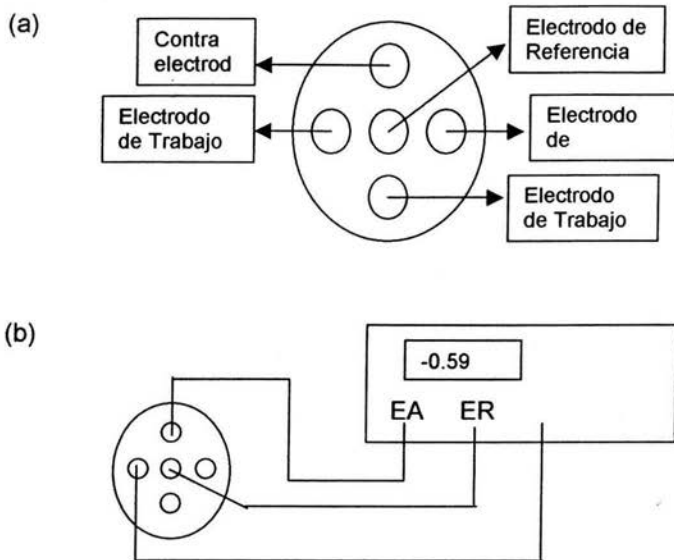 (a)
Contra
electrod
Electrodo de
Referencia
Electrodo
de Trabajo
Electrodo
de
Electrodo
de Trabajo
(b)
-0.59
EA ER